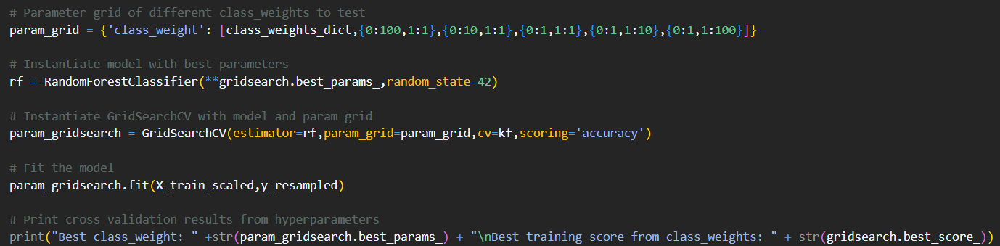 # Parameter grid of different class_weights to test
param_grid = {'class_weight': [class_weights_dict,{0:100,1:1},{0:10,1:1},{0:1,1:1},{0:1,1:10},{0:1,1:100}]}
# Instantiate model with best parameters
rf = RandomForestClassifier(**gridsearch.best_params_,random_state=42)
# Instantiate GridSearchCV with model and param grid
param_gridsearch = GridSearchCV(estimator=rf,param_grid=param_grid,cv=kf,scoring='accuracy')
# Fit the model
param_gridsearch.fit(X_train_scaled,y_resampled)
# Print cross validation results from hyperparameters
print("Best class_weight: " +str(param_gridsearch.best_params_) + "\nBest training score from class_weights: " + str(gridsearch.best_score_))